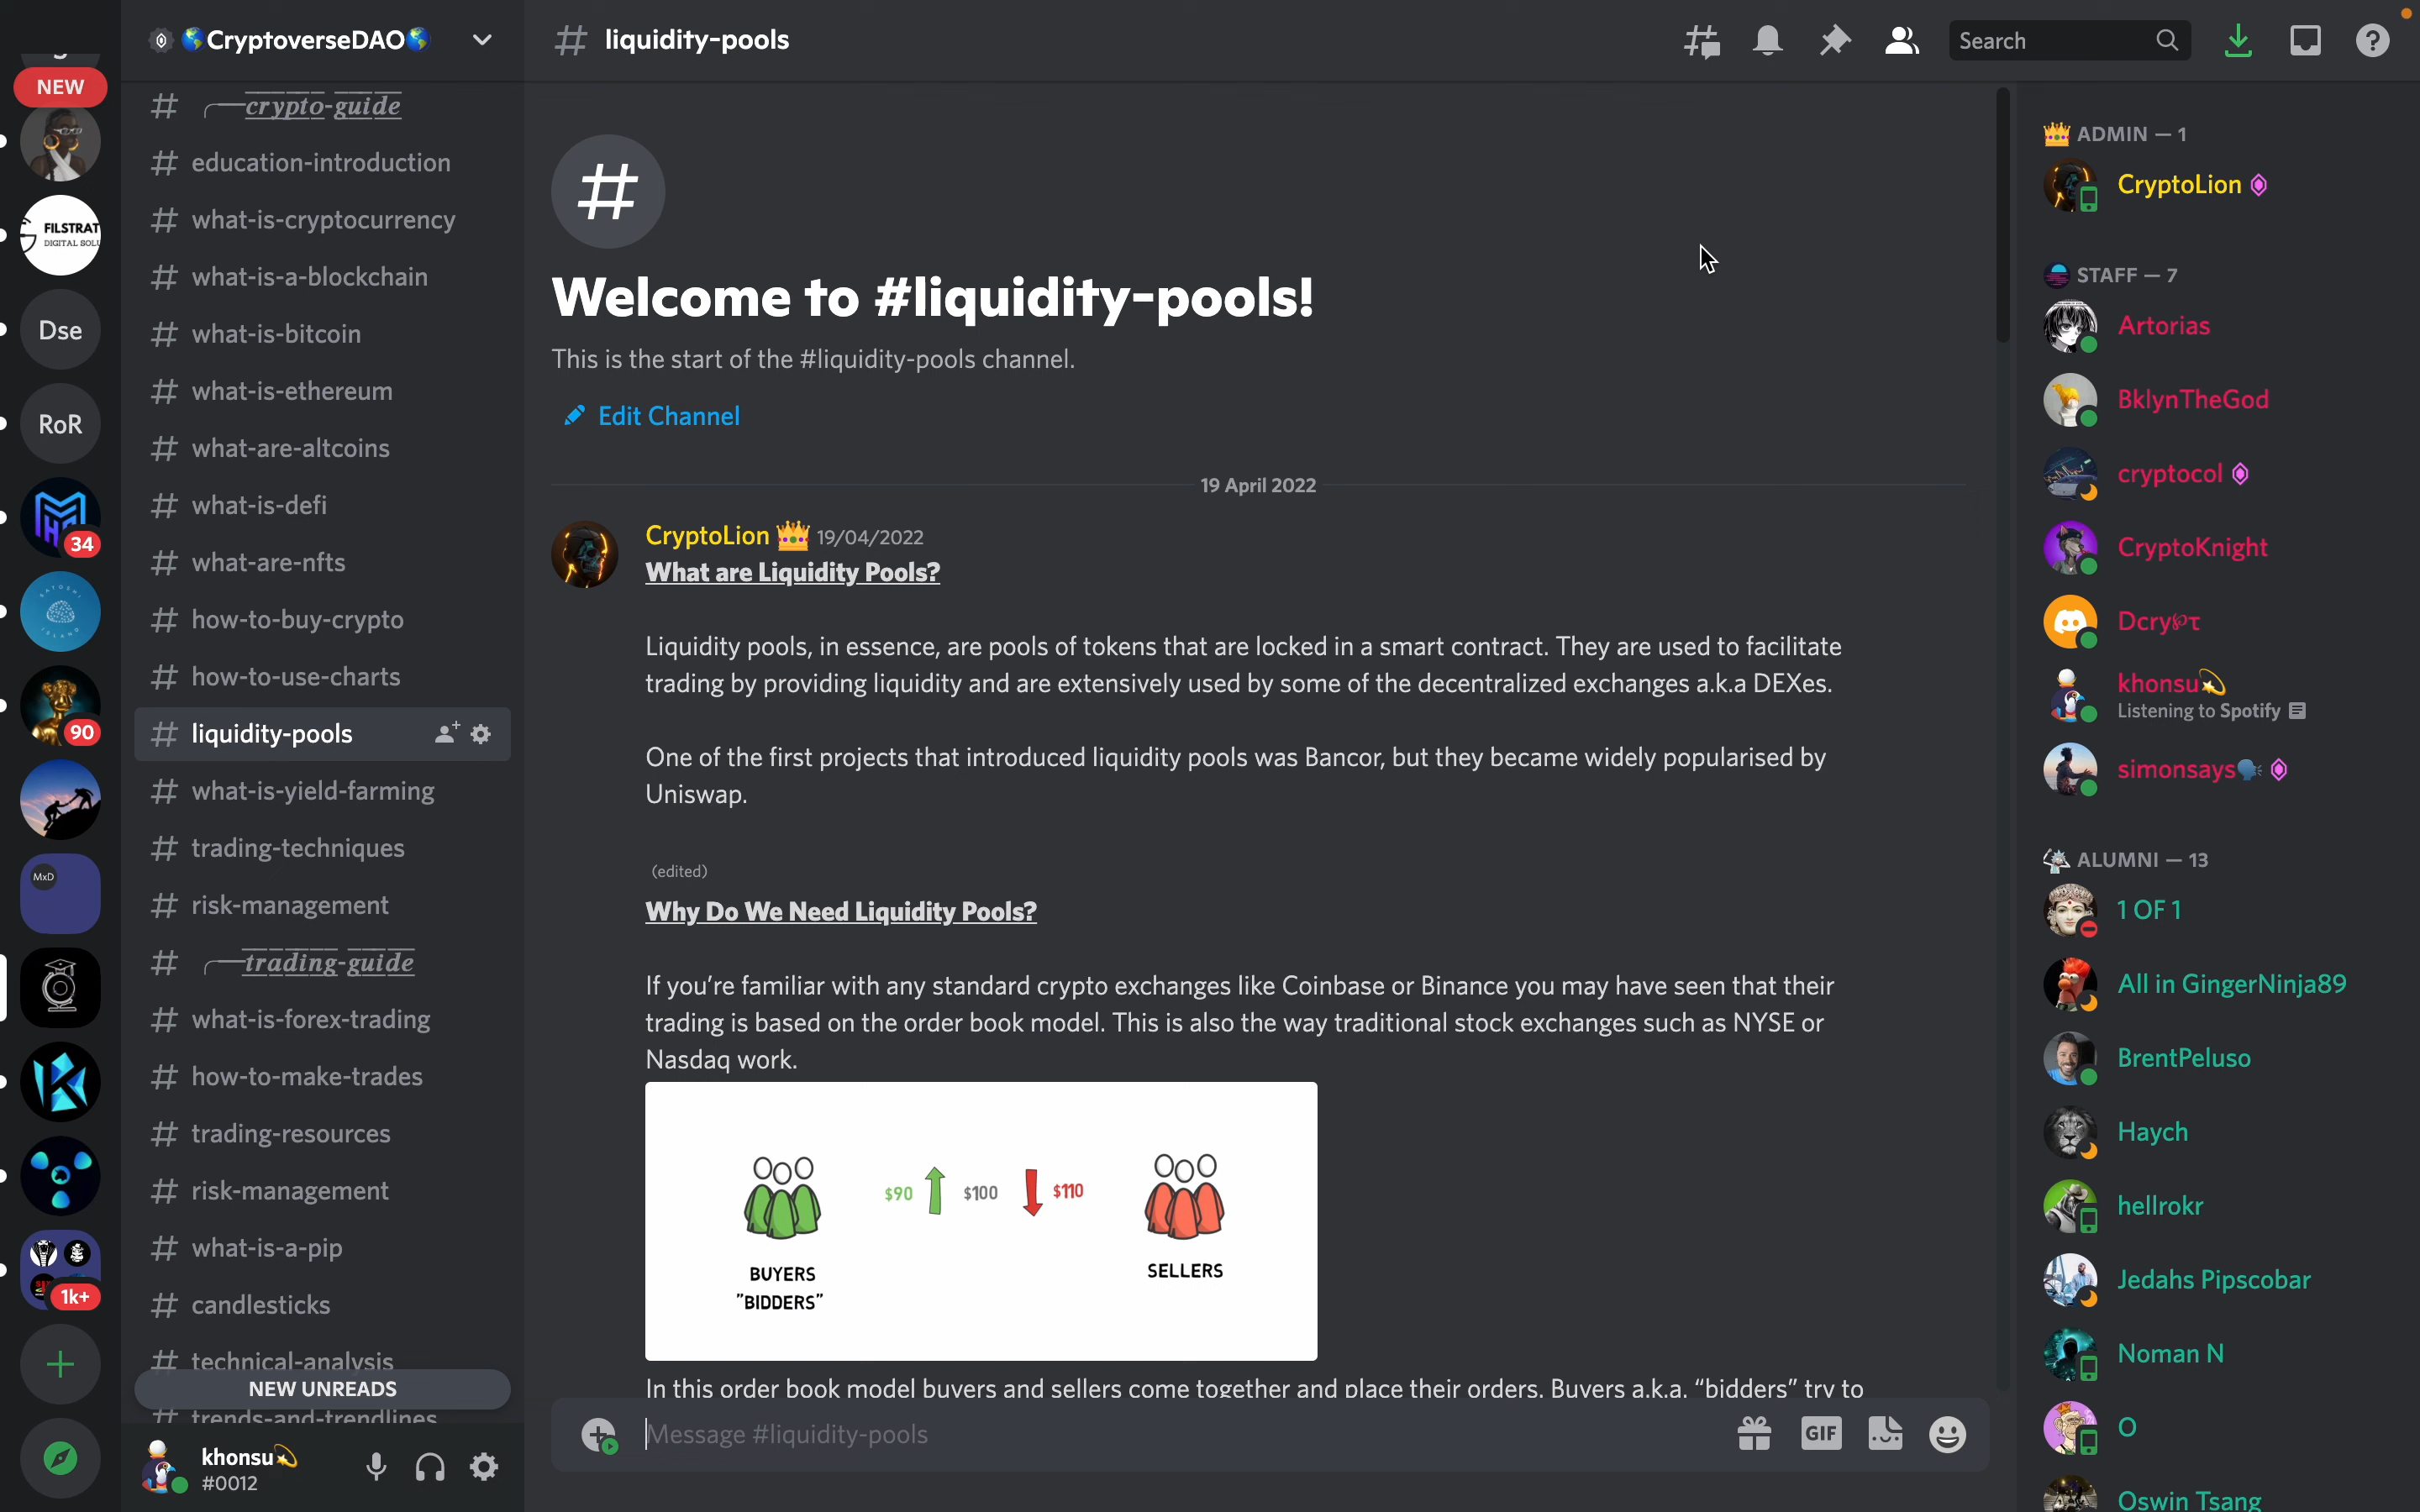 NEW
FILSTRAT
DIGITAL SOLU
Dse
RoR
34
SATOSHI
ISLAND
90
MxD
1k+
🌎CryptoverseDAO🌎
crypto-guide
education-introduction
what-is-cryptocurrency
what-is-a-blockchain
what-is-bitcoin
what-is-ethereum
what-are-altcoins
what-is-defi
what-are-nfts
how-to-buy-crypto
how-to-use-charts
liquidity-pools
what-is-yield-farming
trading-techniques
risk-management
trading-guide
what-is-forex-trading
how-to-make-trades
trading-resources
risk-management
what-is-a-pip
candlesticks
technical-analysis
NEW UNREADS
trends-and-trendlines
khonsu💫
#0012
# liquidity-pools
Search
#
Welcome to #liquidity-pools!
This is the start of the #liquidity-pools channel.
Edit Channel
19 April 2022
CryptoLion 👑 19/04/2022
What are Liquidity Pools?
Liquidity pools, in essence, are pools of tokens that are locked in a smart contract. They are used to facilitate
trading by providing liquidity and are extensively used by some of the decentralized exchanges a.k.a DEXes.
One of the first projects that introduced liquidity pools was Bancor, but they became widely popularised by
Uniswap.
(edited)
Why Do We Need Liquidity Pools?
If you're familiar with any standard crypto exchanges like Coinbase or Binance you may have seen that their
trading is based on the order book model. This is also the way traditional stock exchanges such as NYSE or
Nasdaq work.
$90 $100 $110
BUYERS
"BIDDERS"
SELLERS
In this order book model buyers and sellers come together and place their orders. Buyers a.k.a. "bidders" try to
Message #liquidity-pools
GIF
👑 ADMIN — 1
CryptoLion
STAFF — 7
Artorias
BklynTheGod
cryptocol
CryptoKnight
Dcry℘τ
khonsu💫
Listening to Spotify
simonsays🗣
ALUMNI — 13
1 OF 1
All in GingerNinja89
BrentPeluso
Haych
hellrokr
Jedahs Pipscobar
Noman N
O
Oswin Tsang